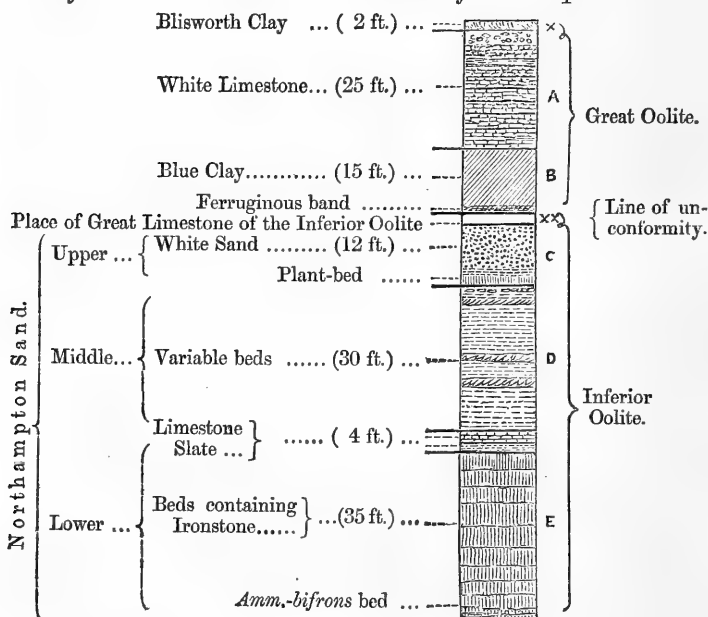 Blisworth Clay ... ( 2 ft.) ...
×
White Limestone... (25 ft.) ...
A
Great Oolite.
Blue Clay............ (15 ft.) ...
B
Ferruginous band .........
Place of Great Limestone of the Inferior Oolite
××
Line of un-
conformity.
Upper ...
White Sand ......... (12 ft.) ...
C
Plant-bed ......
Northampton Sand.
Middle...
Variable beds ...... (30 ft.) ...
D
Inferior
Oolite.
Limestone
Slate ...
...... ( 4 ft.) ...
Lower ...
Beds containing
Ironstone......
...(35 ft.) ...
E
Amm.-bifrons bed ...